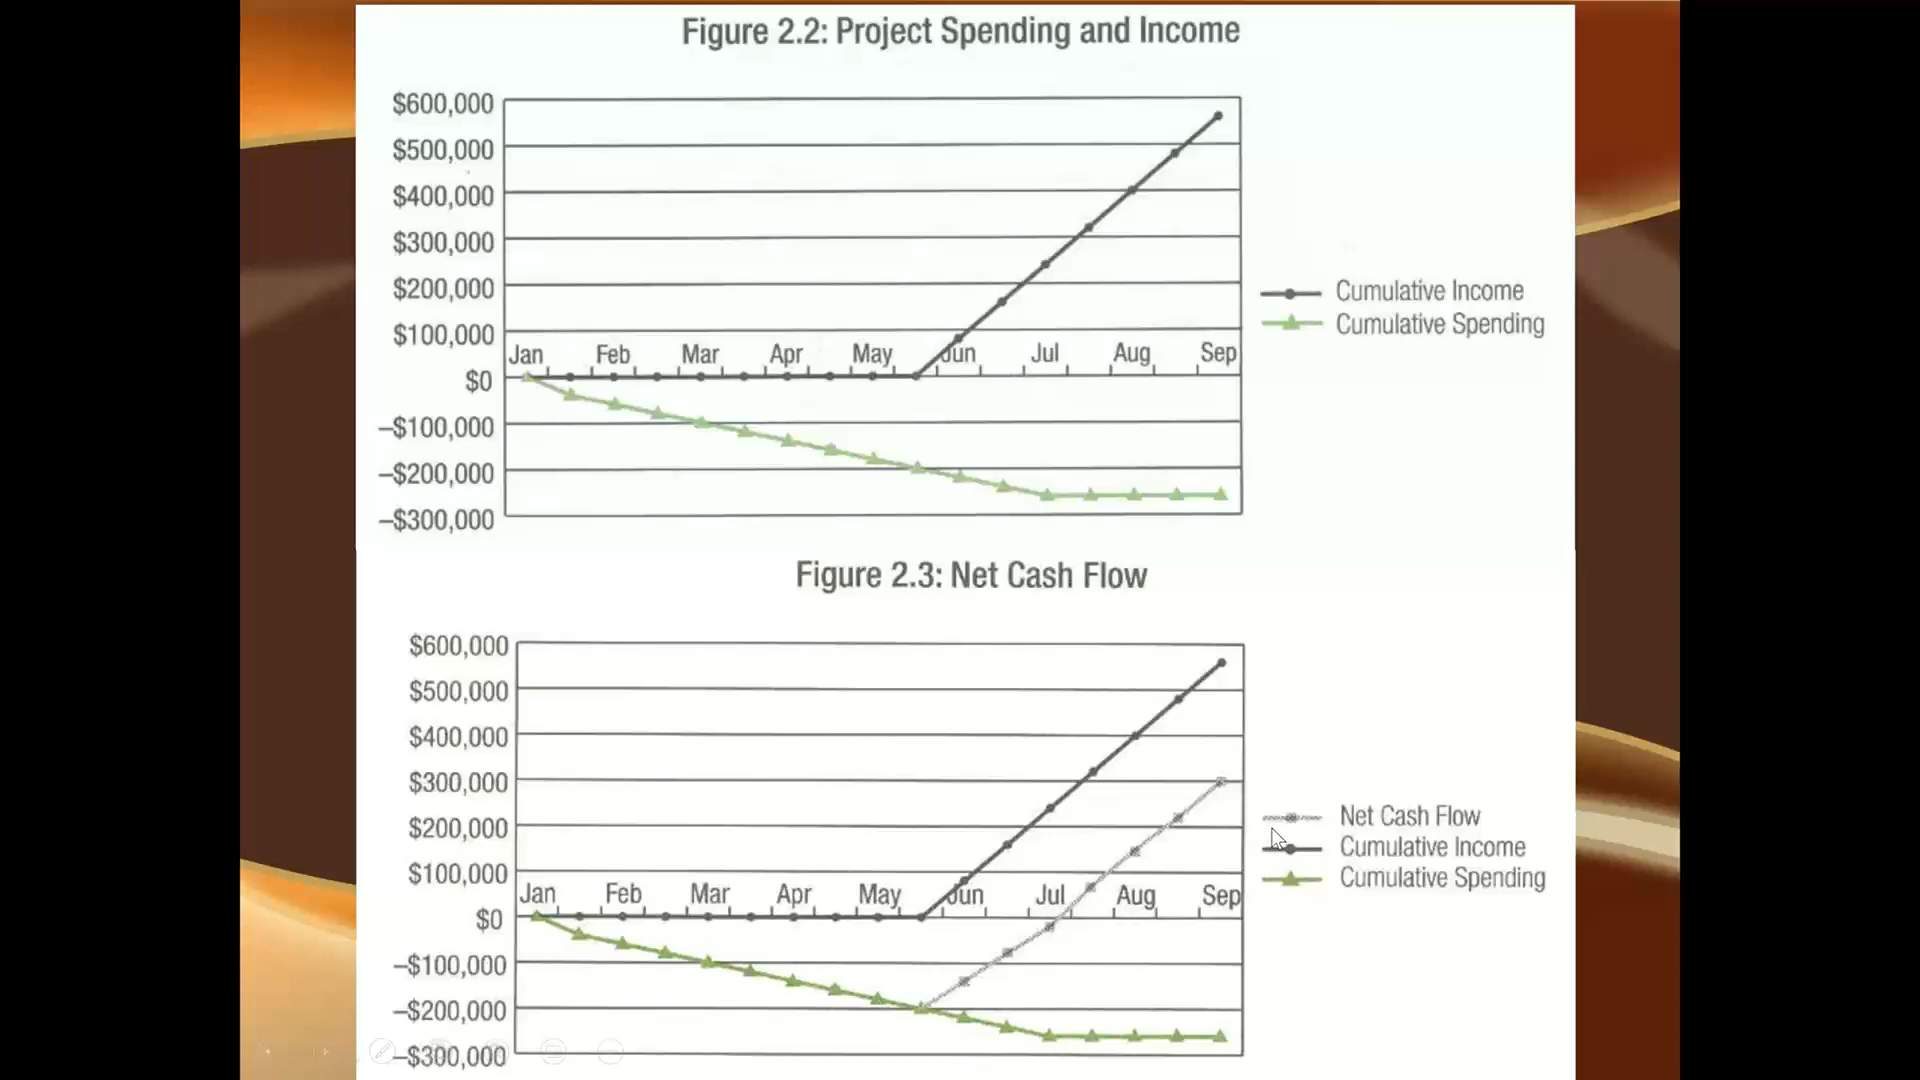 Figure 2.2: Project Spending and Income
$600,000
$500,000
$400,000
$300,000
$200,000
$100,000
Jan Feb Mar Apr May Jun Jul Aug Sep
$0
–$100,000
–$200,000
–$300,000
Cumulative Income
Cumulative Spending
Figure 2.3: Net Cash Flow
$600,000
$500,000
$400,000
$300,000
$200,000
$100,000
Jan Feb Mar Apr May Jun Jul Aug Sep
$0
–$100,000
–$200,000
–$300,000
Net Cash Flow
Cumulative Income
Cumulative Spending